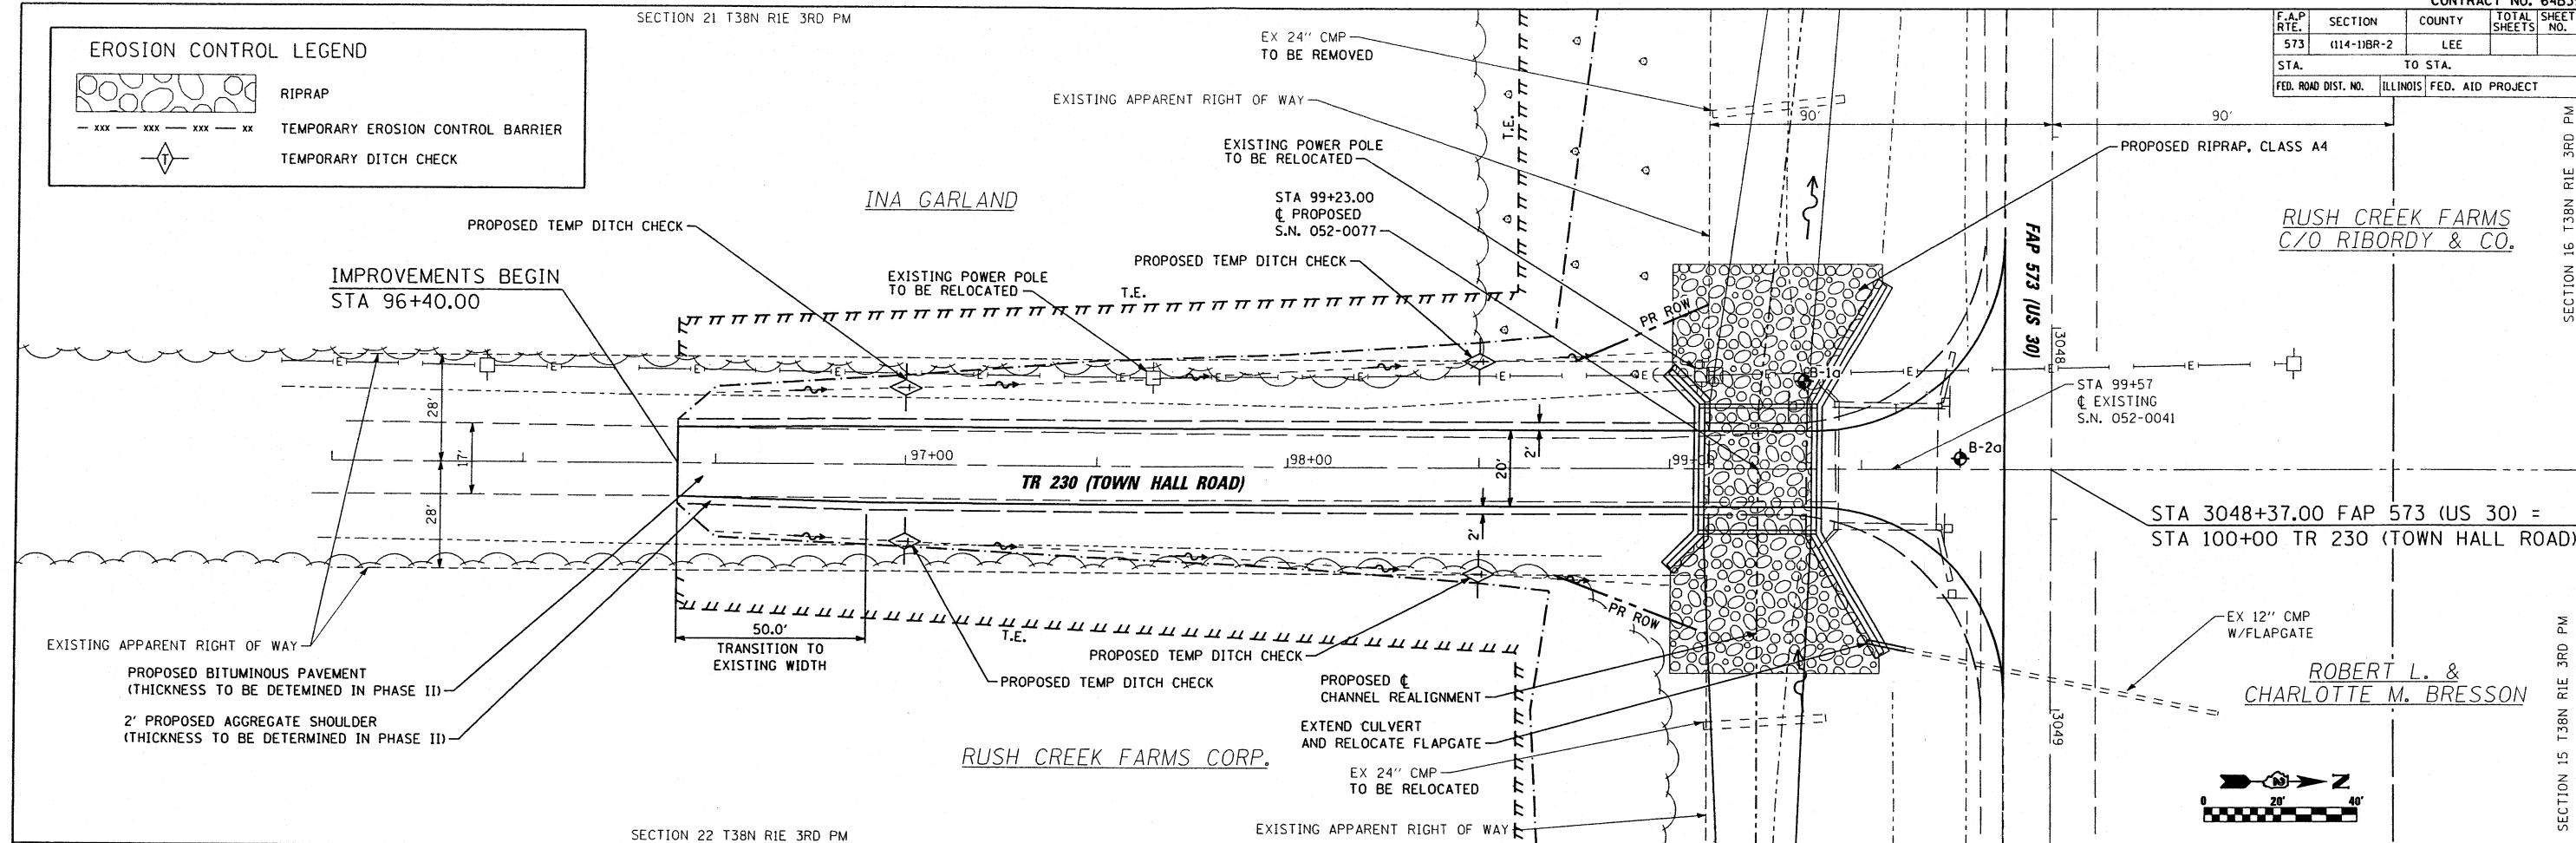 SECTION 21 T38N R1E 3RD PM
EROSION CONTROL LEGEND
RIPRAP
XXX XXX XXX XX
TEMPORARY EROSION CONTROL BARRIER
T
TEMPORARY DITCH CHECK
F.A.P RTE. SECTION COUNTY TOTAL SHEETS SHEET NO.
573 (114-1)BR-2 LEE
STA. TO STA.
FED. ROAD DIST. NO. ILLINOIS FED. AID PROJECT
EX 24" CMP
TO BE REMOVED
EXISTING APPARENT RIGHT OF WAY
EXISTING POWER POLE
TO BE RELOCATED
STA 99+23.00
℄ PROPOSED
S.N. 052-0077
PROPOSED TEMP DITCH CHECK
T.E.
90'
90'
PROPOSED RIPRAP, CLASS A4
SECTION 16 T38N R1E 3RD PM
INA GARLAND
RUSH CREEK FARMS
C/O RIBORDY & CO.
PROPOSED TEMP DITCH CHECK
IMPROVEMENTS BEGIN
STA 96+40.00
EXISTING POWER POLE
TO BE RELOCATED
T.E.
PR ROW
FAP 573 (US 30)
3048
E E E E E E E E E E E
B-1a
STA 99+57
℄ EXISTING
S.N. 052-0041
B-2a
28'
17'
28'
97+00
98+00
99+00
20'
2'
2'
TR 230 (TOWN HALL ROAD)
STA 3048+37.00 FAP 573 (US 30) =
STA 100+00 TR 230 (TOWN HALL ROAD)
EXISTING APPARENT RIGHT OF WAY
PROPOSED BITUMINOUS PAVEMENT
(THICKNESS TO BE DETEMINED IN PHASE II)
2' PROPOSED AGGREGATE SHOULDER
(THICKNESS TO BE DETERMINED IN PHASE II)
50.0'
TRANSITION TO
EXISTING WIDTH
T.E.
PROPOSED TEMP DITCH CHECK
PROPOSED TEMP DITCH CHECK
PR ROW
PROPOSED ℄
CHANNEL REALIGNMENT
EXTEND CULVERT
AND RELOCATE FLAPGATE
EX 24" CMP
TO BE RELOCATED
EXISTING APPARENT RIGHT OF WAY
RUSH CREEK FARMS CORP.
EX 12" CMP
W/FLAPGATE
ROBERT L. &
CHARLOTTE M. BRESSON
3049
SECTION 15 T38N R1E 3RD PM
N
0 20' 40'
SECTION 22 T38N R1E 3RD PM